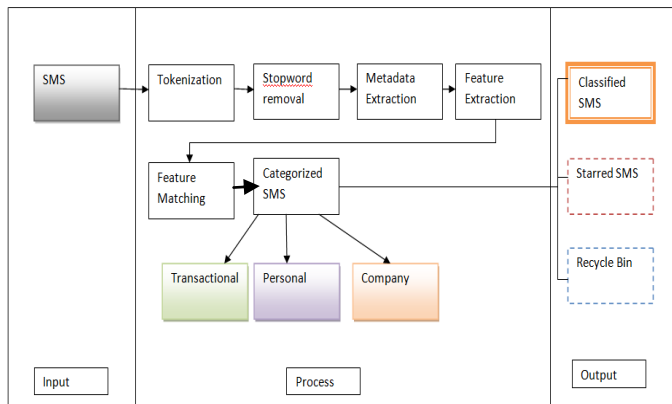 SMS
Tokenization
Stopword
removal
Metadata
Extraction
Feature
Extraction
Classified
SMS
Feature
Matching
Categorized
SMS
Starred SMS
Transactional
Personal
Company
Recycle Bin
Input
Process
Output